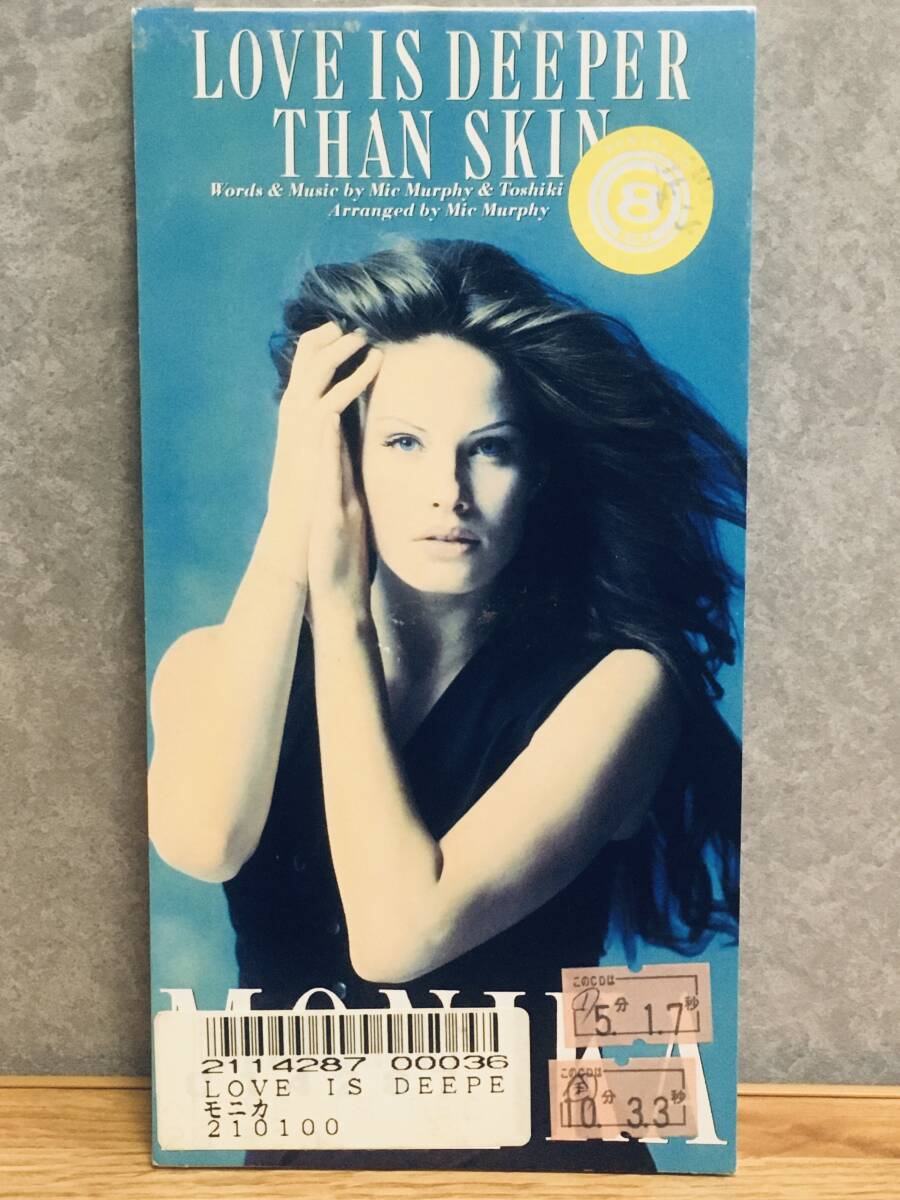 LOVE IS DEEPER
THAN SKIN
Words & Music by Mic Murphy & Toshiki
Arranged by Mic Murphy
8
このCDは
① 5.分 1.7秒
2114287 00036
LOVE IS DEEPE
モニカ
210100
このCDは
10.分 3.3秒